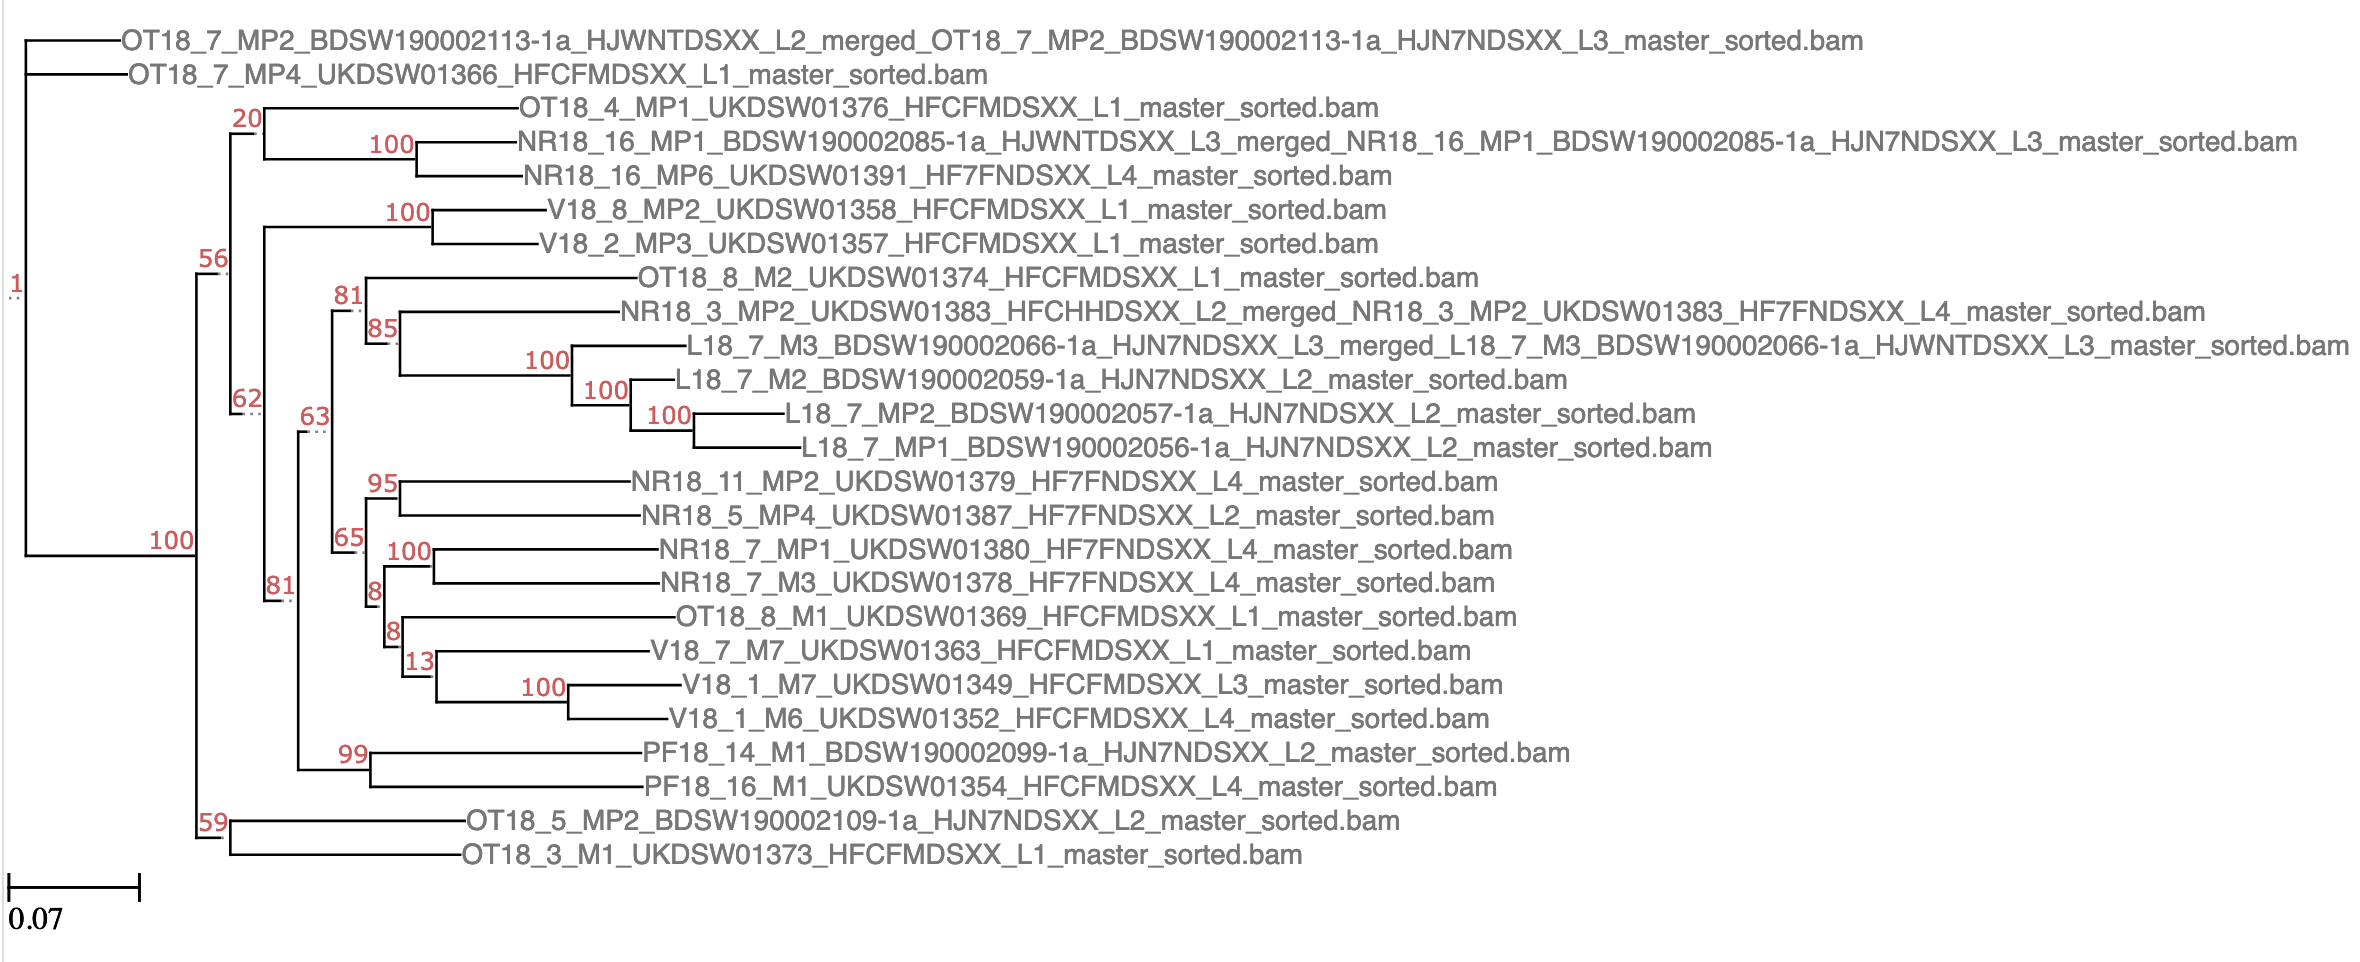 OT18_7_MP2_BDSW190002113-1a_HJWNTDSXX_L2_merged_OT18_7_MP2_BDSW190002113-1a_HJN7NDSXX_L3_master_sorted.bam
OT18_7_MP4_UKDSW01366_HFCFMDSXX_L1_master_sorted.bam
20 OT18_4_MP1_UKDSW01376_HFCFMDSXX_L1_master_sorted.bam
100 NR18_16_MP1_BDSW190002085-1a_HJWNTDSXX_L3_merged_NR18_16_MP1_BDSW190002085-1a_HJN7NDSXX_L3_master_sorted.bam
NR18_16_MP6_UKDSW01391_HF7FNDSXX_L4_master_sorted.bam
100 V18_8_MP2_UKDSW01358_HFCFMDSXX_L1_master_sorted.bam
V18_2_MP3_UKDSW01357_HFCFMDSXX_L1_master_sorted.bam
56
OT18_8_M2_UKDSW01374_HFCFMDSXX_L1_master_sorted.bam
1 81
NR18_3_MP2_UKDSW01383_HFCHHDSXX_L2_merged_NR18_3_MP2_UKDSW01383_HF7FNDSXX_L4_master_sorted.bam
85
L18_7_M3_BDSW190002066-1a_HJN7NDSXX_L3_merged_L18_7_M3_BDSW190002066-1a_HJWNTDSXX_L3_master_sorted.bam
100
L18_7_M2_BDSW190002059-1a_HJN7NDSXX_L2_master_sorted.bam
62 100
63 100 L18_7_MP2_BDSW190002057-1a_HJN7NDSXX_L2_master_sorted.bam
L18_7_MP1_BDSW190002056-1a_HJN7NDSXX_L2_master_sorted.bam
95 NR18_11_MP2_UKDSW01379_HF7FNDSXX_L4_master_sorted.bam
NR18_5_MP4_UKDSW01387_HF7FNDSXX_L2_master_sorted.bam
100 65
100 NR18_7_MP1_UKDSW01380_HF7FNDSXX_L4_master_sorted.bam
81 8 NR18_7_M3_UKDSW01378_HF7FNDSXX_L4_master_sorted.bam
OT18_8_M1_UKDSW01369_HFCFMDSXX_L1_master_sorted.bam
8
13 V18_7_M7_UKDSW01363_HFCFMDSXX_L1_master_sorted.bam
100 V18_1_M7_UKDSW01349_HFCFMDSXX_L3_master_sorted.bam
V18_1_M6_UKDSW01352_HFCFMDSXX_L4_master_sorted.bam
99 PF18_14_M1_BDSW190002099-1a_HJN7NDSXX_L2_master_sorted.bam
PF18_16_M1_UKDSW01354_HFCFMDSXX_L4_master_sorted.bam
59 OT18_5_MP2_BDSW190002109-1a_HJN7NDSXX_L2_master_sorted.bam
OT18_3_M1_UKDSW01373_HFCFMDSXX_L1_master_sorted.bam
0.07